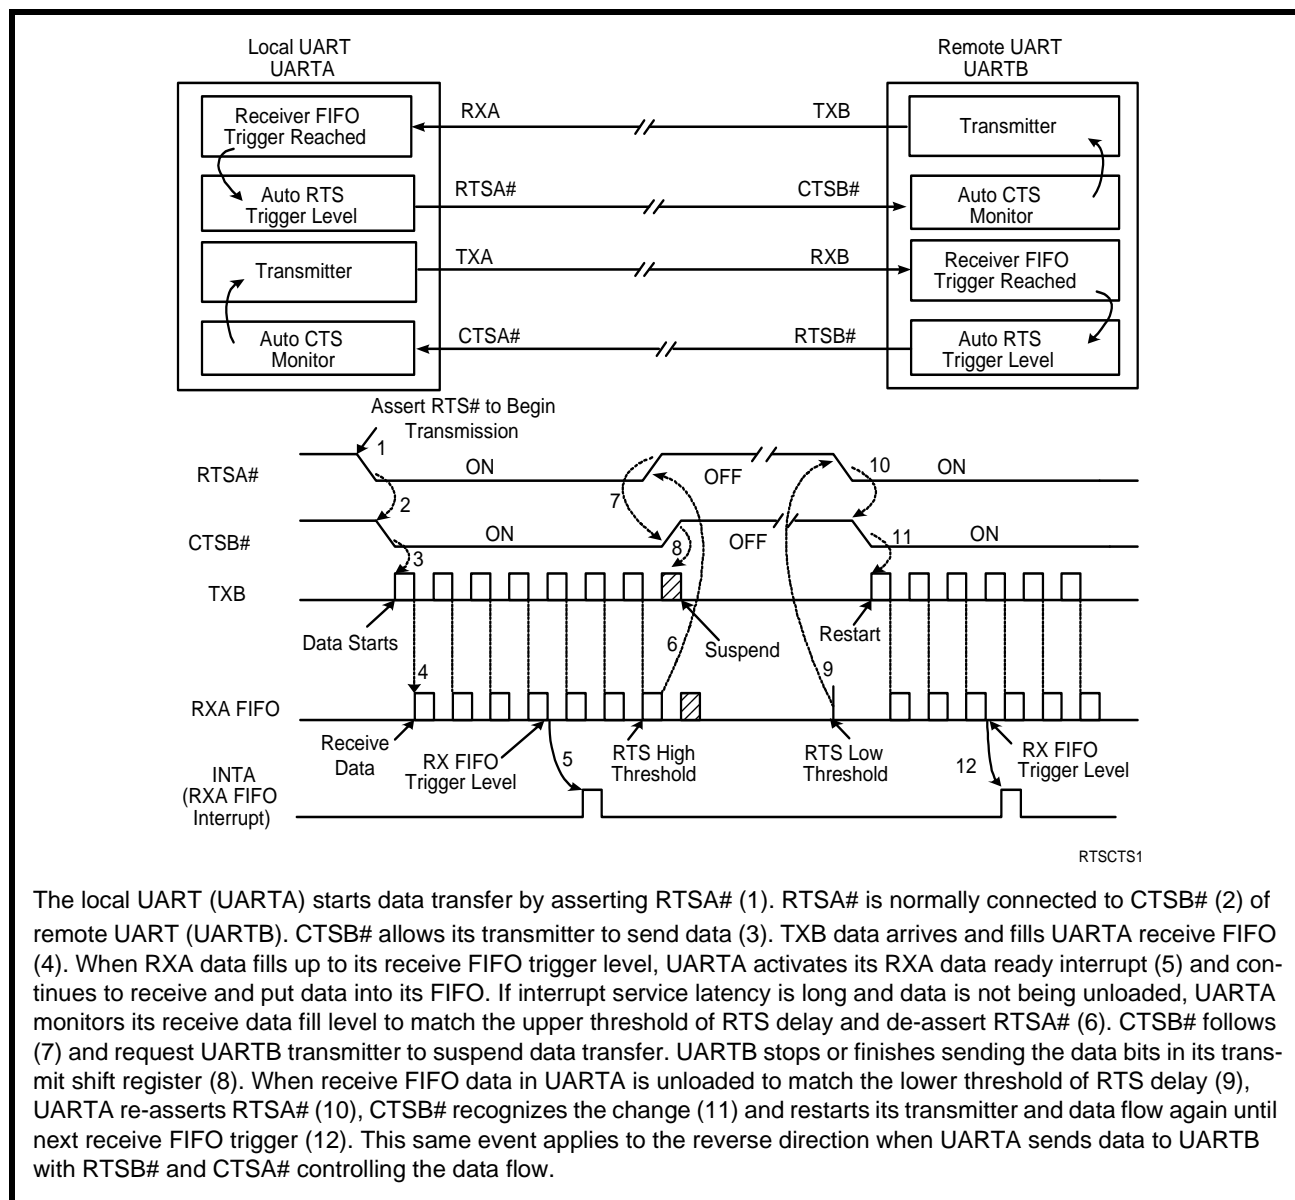 Local UART
UARTA
Remote UART
UARTB
Receiver FIFO
Trigger Reached
RXA
TXB
Transmitter
Auto RTS
Trigger Level
RTSA#
CTSB#
Auto CTS
Monitor
Transmitter
TXA
RXB
Receiver FIFO
Trigger Reached
Auto CTS
Monitor
CTSA#
RTSB#
Auto RTS
Trigger Level
Assert RTS# to Begin
Transmission
1
RTSA#
ON
7
OFF
10
ON
2
CTSB#
ON
8
OFF
11
ON
3
TXB
Data Starts
6
Suspend
Restart
4
9
RXA FIFO
Receive
Data
RX FIFO
Trigger Level
5
RTS High
Threshold
RTS Low
Threshold
12
RX FIFO
Trigger Level
INTA
(RXA FIFO
Interrupt)
RTSCTS1
The local UART (UARTA) starts data transfer by asserting RTSA# (1). RTSA# is normally connected to CTSB# (2) of
remote UART (UARTB). CTSB# allows its transmitter to send data (3). TXB data arrives and fills UARTA receive FIFO
(4). When RXA data fills up to its receive FIFO trigger level, UARTA activates its RXA data ready interrupt (5) and con-
tinues to receive and put data into its FIFO. If interrupt service latency is long and data is not being unloaded, UARTA
monitors its receive data fill level to match the upper threshold of RTS delay and de-assert RTSA# (6). CTSB# follows
(7) and request UARTB transmitter to suspend data transfer. UARTB stops or finishes sending the data bits in its trans-
mit shift register (8). When receive FIFO data in UARTA is unloaded to match the lower threshold of RTS delay (9),
UARTA re-asserts RTSA# (10), CTSB# recognizes the change (11) and restarts its transmitter and data flow again until
next receive FIFO trigger (12). This same event applies to the reverse direction when UARTA sends data to UARTB
with RTSB# and CTSA# controlling the data flow.